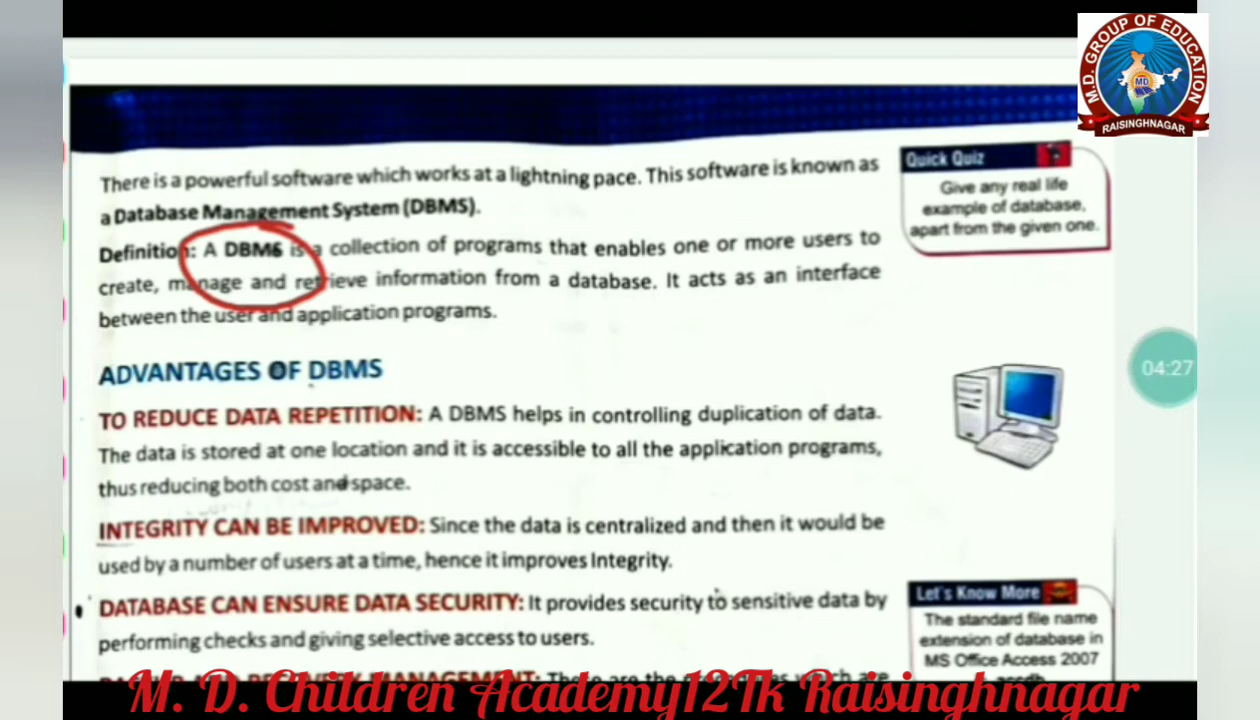 M.D. GROUP OF EDUCATION
MD
RAISINGHNAGAR
There is a powerful software which works at a lightning pace. This software is known as
a Database Management System (DBMS).
Definition: A DBMS is a collection of programs that enables one or more users to
create, manage and retrieve information from a database. It acts as an interface
between the user and application programs.
Quick Quiz
Give any real life
example of database,
apart from the given one.
04:27
ADVANTAGES OF DBMS
TO REDUCE DATA REPETITION: A DBMS helps in controlling duplication of data.
The data is stored at one location and it is accessible to all the application programs,
thus reducing both cost and space.
INTEGRITY CAN BE IMPROVED: Since the data is centralized and then it would be
used by a number of users at a time, hence it improves Integrity.
• DATABASE CAN ENSURE DATA SECURITY: It provides security to sensitive data by
performing checks and giving selective access to users.
Let's Know More
The standard file name
extension of database in
MS Office Access 2007
MANAGEMENT: These are the
M. D. Children Academy12Tk Raisinghnagar